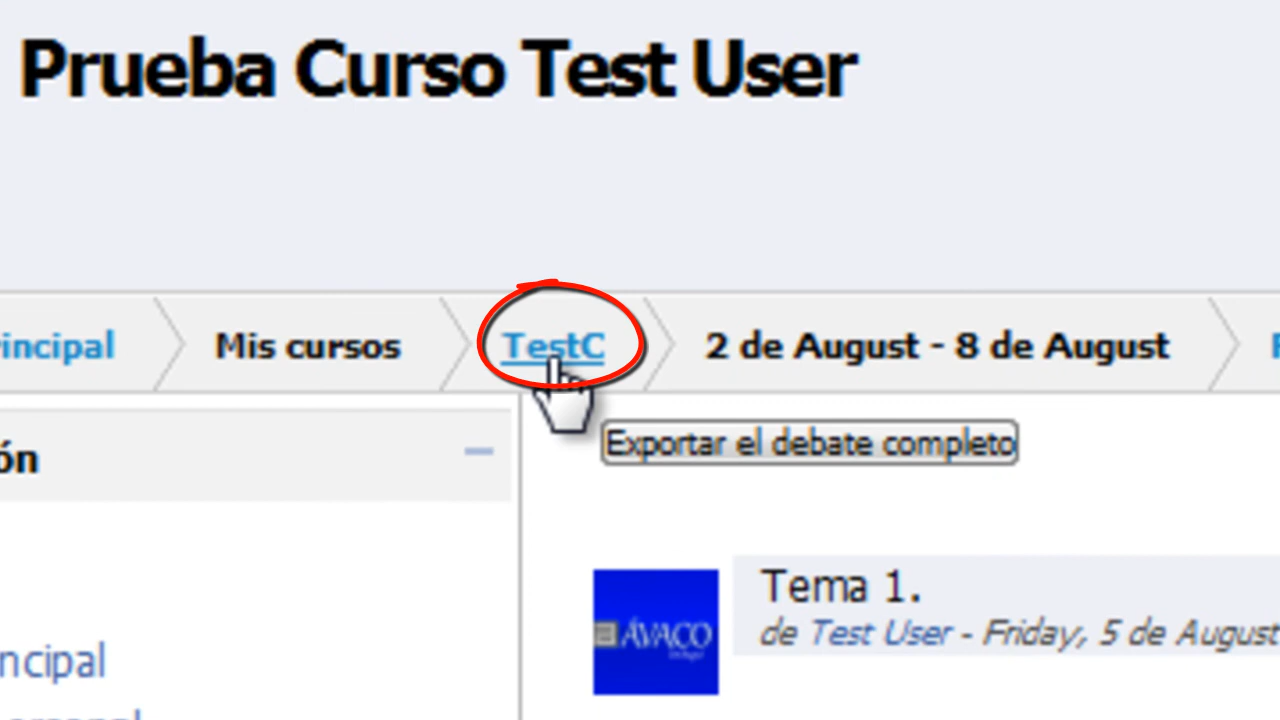 Prueba Curso Test User
incipal
Mis cursos
TestC
2 de August - 8 de August
ón
Exportar el debate completo
Tema 1.
de Test User - Friday, 5 de August
ÁVACO
ncipal